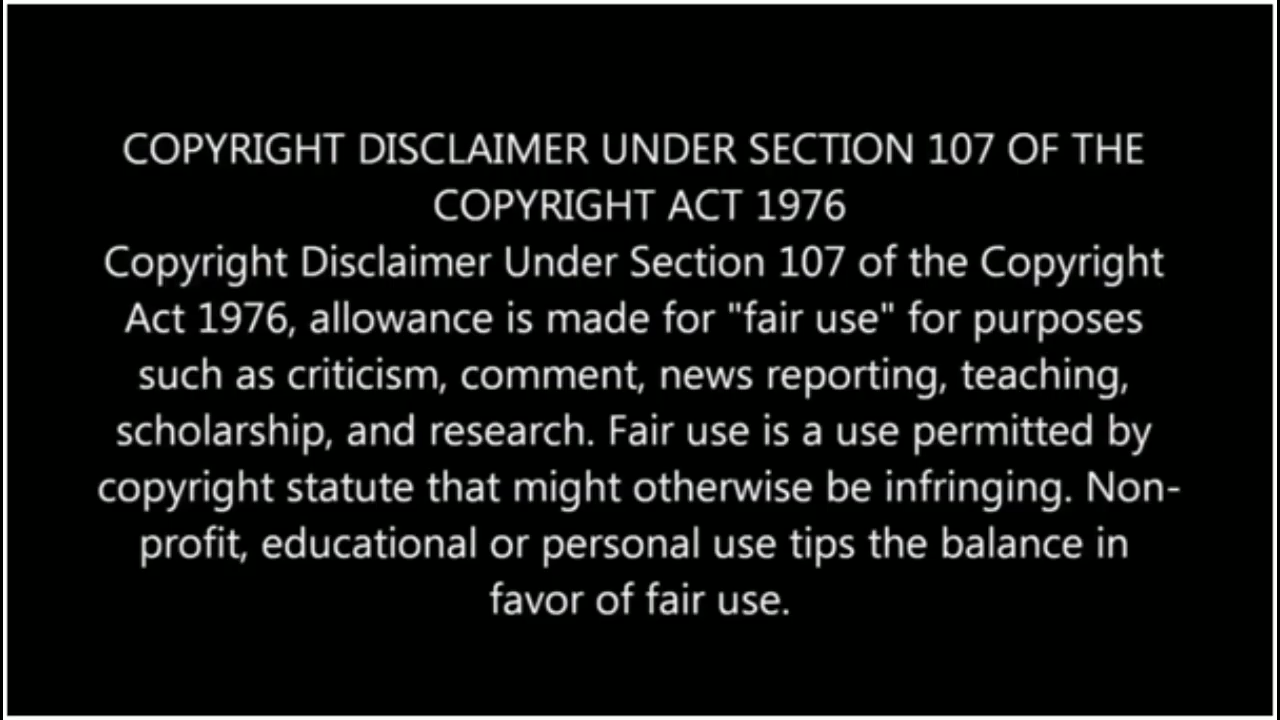 COPYRIGHT DISCLAIMER UNDER SECTION 107 OF THE
COPYRIGHT ACT 1976
Copyright Disclaimer Under Section 107 of the Copyright
Act 1976, allowance is made for "fair use" for purposes
such as criticism, comment, news reporting, teaching,
scholarship, and research. Fair use is a use permitted by
copyright statute that might otherwise be infringing. Non-
profit, educational or personal use tips the balance in
favor of fair use.